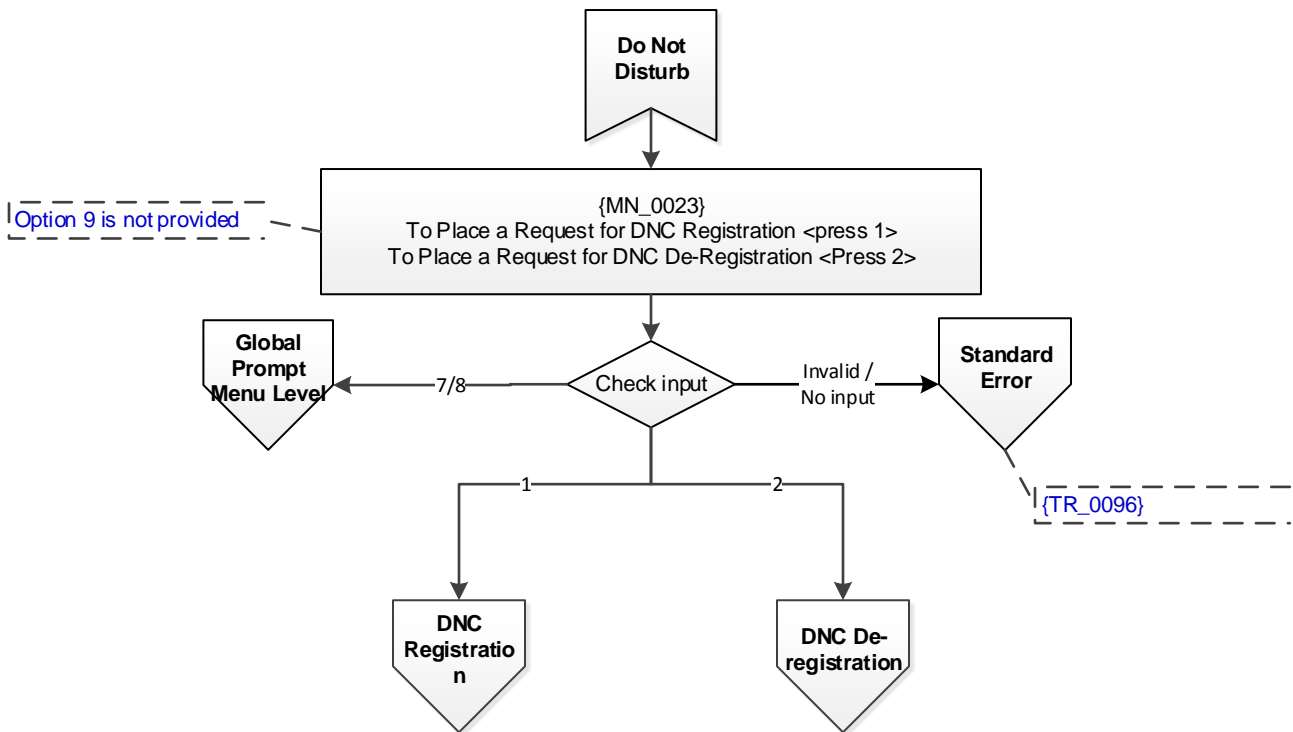 Do Not
Disturb
Option 9 is not provided
{MN_0023}
To Place a Request for DNC Registration <press 1>
To Place a Request for DNC De-Registration <Press 2>
Global
Prompt
Menu Level
7/8
Check input
Invalid /
No input
Standard
Error
1
2
{TR_0096}
DNC
Registratio
n
DNC De-
registration